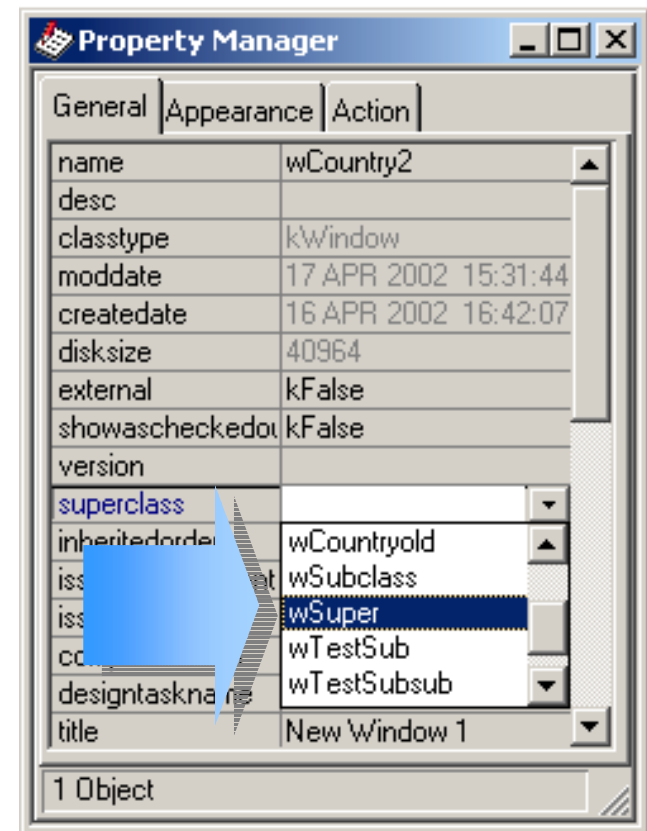 Property Manager
General Appearance Action
name wCountry2
desc
classtype kWindow
moddate 17 APR 2002 15:31:44
createdate 16 APR 2002 16:42:07
disksize 40964
external kFalse
showascheckedou kFalse
version
superclass
wCountryold
wSubclass
wSuper
wTestSub
designtaskname wTestSubsub
title New Window 1
1 Object